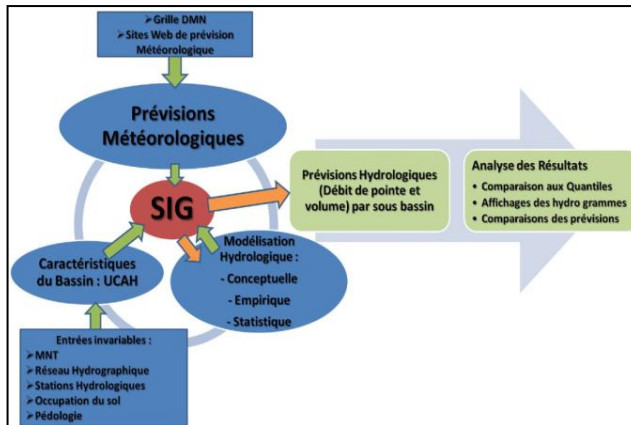 ➢Grille DMN
➢Sites Web de prévision
Météorologique
Prévisions
Météorologiques
SIG
Caractéristiques
du Bassin : UCAH
Modélisation
Hydrologique :
- Conceptuelle
- Empirique
- Statistique
Entrées invariables :
➢MNT
➢Réseau Hydrographique
➢Stations Hydrologiques
➢Occupation du sol
➢Pédologie
Prévisions Hydrologiques
(Débit de pointe et
volume) par sous bassin
Analyse des Résultats
• Comparaison aux Quantiles
• Affichages des hydro grammes
• Comparaisons des prévisions